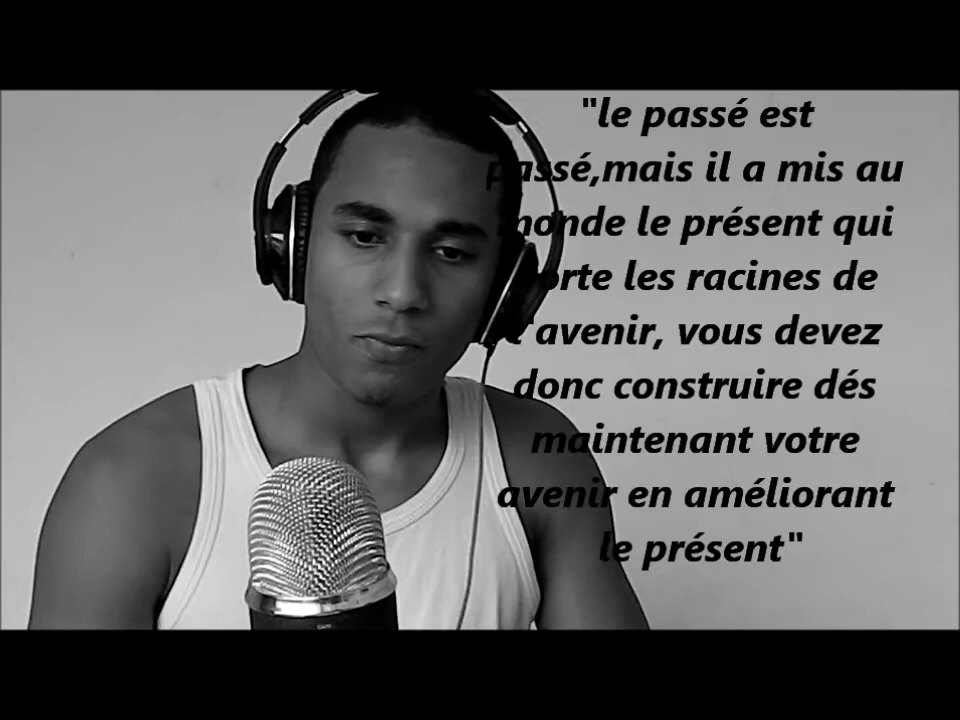 "le passé est
passé,mais il a mis au
monde le présent qui
porte les racines de
l'avenir, vous devez
donc construire dés
maintenant votre
avenir en améliorant
le présent"